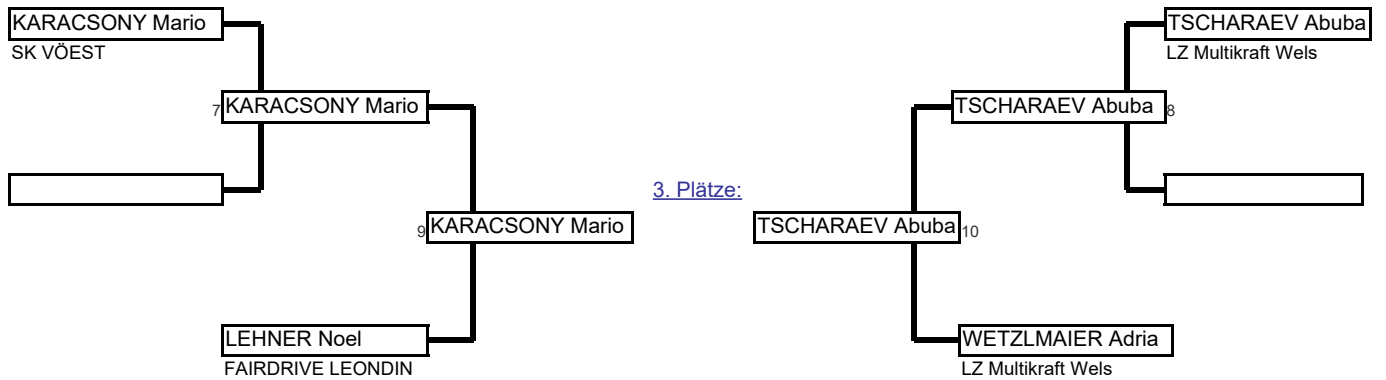 KARACSONY Mario
SK VÖEST
TSCHARAEV Abuba
LZ Multikraft Wels
7 KARACSONY Mario
TSCHARAEV Abuba 8
3. Plätze:
9 KARACSONY Mario
TSCHARAEV Abuba 10
LEHNER Noel
FAIRDRIVE LEONDIN
WETZLMAIER Adria
LZ Multikraft Wels